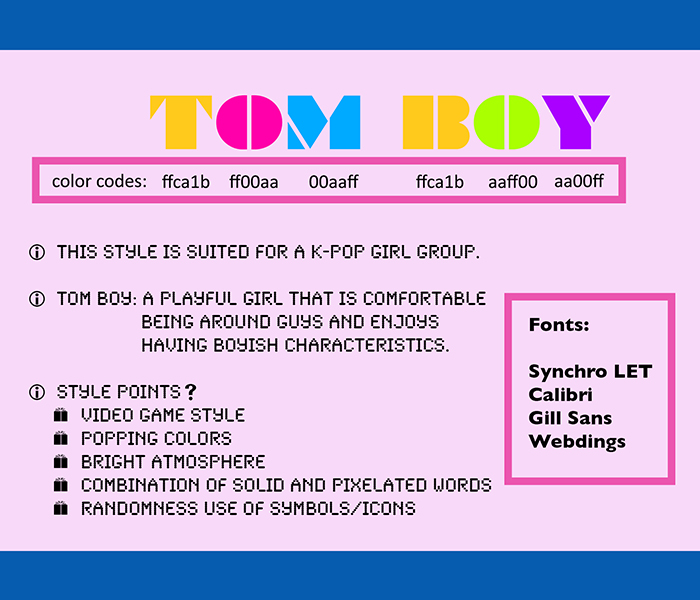 TOM BOY
color codes: ffca1b ff00aa 00aaff ffca1b aaff00 aa00ff
THIS STYLE IS SUITED FOR A K-POP GIRL GROUP.
TOM BOY: A PLAYFUL GIRL THAT IS COMFORTABLE
BEING AROUND GUYS AND ENJOYS
HAVING BOYISH CHARACTERISTICS.
STYLE POINTS?
VIDEO GAME STYLE
POPPING COLORS
BRIGHT ATMOSPHERE
COMBINATION OF SOLID AND PIXELATED WORDS
RANDOMNESS USE OF SYMBOLS/ICONS
Fonts:
Synchro LET
Calibri
Gill Sans
Webdings